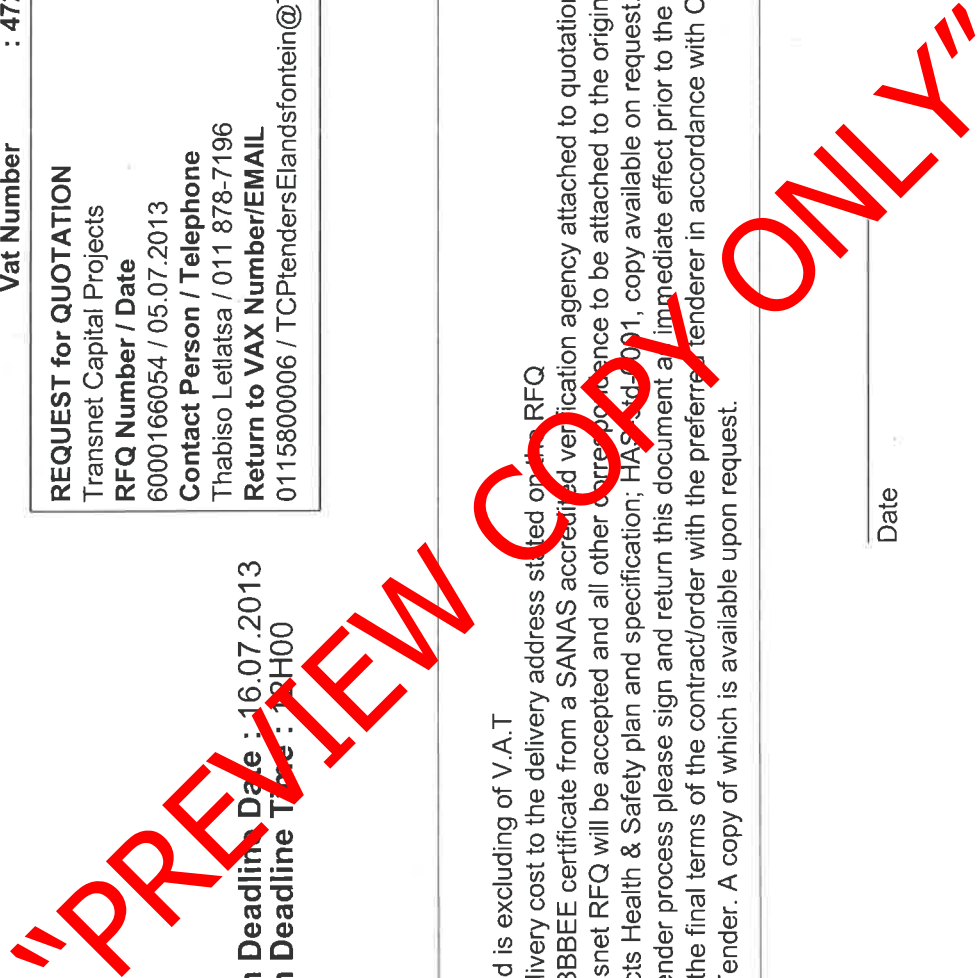 Vat Number : 47
REQUEST for QUOTATION
Transnet Capital Projects
RFQ Number / Date
6000166054 / 05.07.2013
Contact Person / Telephone
Thabiso Letlatsa / 011 878-7196
Return to VAX Number/EMAIL
0115800006 / TCPtendersElandsfontein@
n Deadline Date : 16.07.2013
n Deadline Time : H00
d is excluding of V.A.T
livery cost to the delivery address stated on the RFQ
BBBEE certificate from a SANAS accredited verification agency attached to quotation
snet RFQ will be accepted and all other correspondence to be attached to the origin
cts Health & Safety plan and specification; HAS-std-0001, copy available on request.
ender process please sign and return this document a immediate effect prior to the
the final terms of the contract/order with the preferred tenderer in accordance with C
Tender. A copy of which is available upon request.
Date
"PREVIEW COPY ONLY"